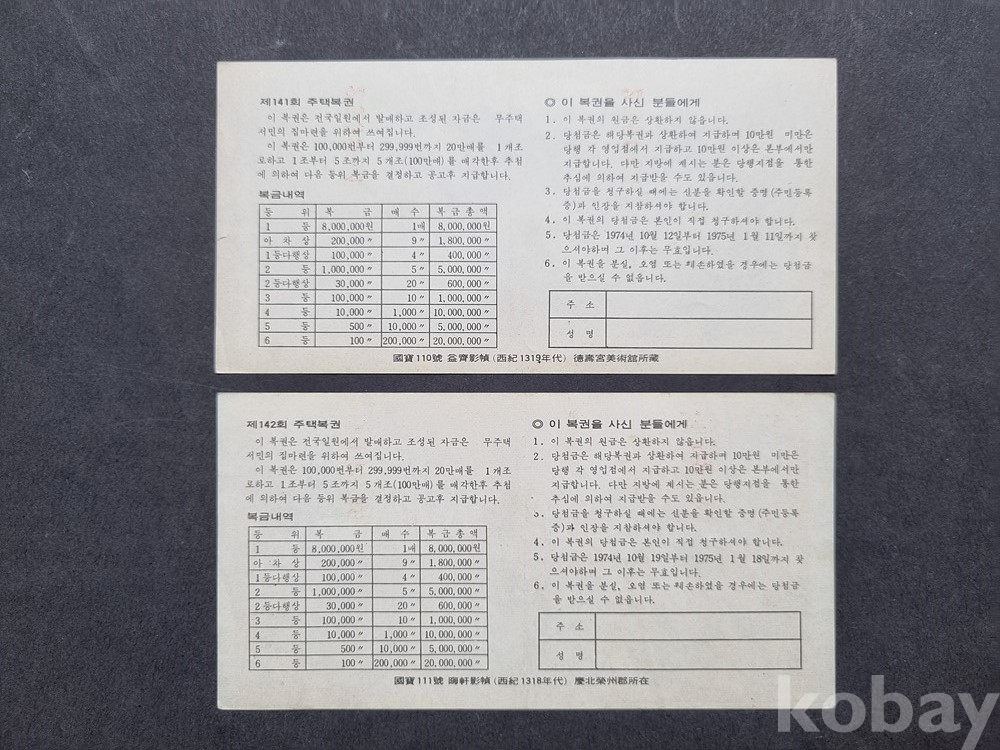 제141회 주택복권
이 복권은 전국일원에서 발매하고 조성된 자금은 무주택
서민의 집마련을 위하여 쓰여집니다.
이 복권은 100,000번부터 299,999번까지 20만매를 1개조
로하고 1조부터 5조까지 5개조(100만매)를 매각한후 추첨
에 의하여 다음 등위 복금을 결정하고 공고후 지급합니다.
복금내역
등 위 복 금 매 수 복금총액
1 등 8,000,000원 1매 8,000,000원
아 차 상 200,000〃 9〃 1,800,000〃
1등다행상 100,000〃 4〃 400,000〃
2 등 1,000,000〃 5〃 5,000,000〃
2등다행상 30,000〃 20〃 600,000〃
3 등 100,000〃 10〃 1,000,000〃
4 등 10,000〃 1,000〃 10,000,000〃
5 등 500〃 10,000〃 5,000,000〃
6 등 100〃 200,000〃 20,000,000〃
◎ 이 복권을 사신 분들에게
1. 이 복권의 원금은 상환하지 않읍니다.
2. 당첨금은 해당복권과 상환하여 지급하며 10만원 미만은
당행 각 영업점에서 지급하고 10만원 이상은 본부에서만
지급합니다. 다만 지방에 계시는 분은 당행지점을 통한
추심에 의하여 지급받을 수도 있읍니다.
3. 당첨금을 청구하실 때에는 신분을 확인할 증명(주민등록
증)과 인장을 지참하셔야 합니다.
4. 이 복권의 당첨금은 본인이 직접 청구하셔야 합니다.
5. 당첨금은 1974년 10월 12일부터 1975년 1월 11일까지 찾
으셔야하며 그 이후는 무효입니다.
6. 이 복권을 분실, 오염 또는 훼손하였을 경우에는 당첨금
을 받으실 수 없읍니다.
주 소
성 명
國寶110號 益齊影幀(西紀1319年代) 德壽宮美術館所藏
제142회 주택복권
이 복권은 전국일원에서 발매하고 조성된 자금은 무주택
서민의 집마련을 위하여 쓰여집니다.
이 복권은 100,000번부터 299,999번까지 20만매를 1개조
로하고 1조부터 5조까지 5개조(100만매)를 매각한후 추첨
에 의하여 다음 등위 복금을 결정하고 공고후 지급합니다.
복금내역
등 위 복 금 매 수 복금총액
1 등 8,000,000원 1매 8,000,000원
아 차 상 200,000〃 9〃 1,800,000〃
1등다행상 100,000〃 4〃 400,000〃
2 등 1,000,000〃 5〃 5,000,000〃
2등다행상 30,000〃 20〃 600,000〃
3 등 100,000〃 10〃 1,000,000〃
4 등 10,000〃 1,000〃 10,000,000〃
5 등 500〃 10,000〃 5,000,000〃
6 등 100〃 200,000〃 20,000,000〃
◎ 이 복권을 사신 분들에게
1. 이 복권의 원금은 상환하지 않읍니다.
2. 당첨금은 해당복권과 상환하여 지급하며 10만원 미만은
당행 각 영업점에서 지급하고 10만원 이상은 본부에서만
지급합니다. 다만 지방에 계시는 분은 당행지점을 통한
추심에 의하여 지급받을 수도 있읍니다.
3. 당첨금을 청구하실 때에는 신분을 확인할 증명(주민등록
증)과 인장을 지참하셔야 합니다.
4. 이 복권의 당첨금은 본인이 직접 청구하셔야 합니다.
5. 당첨금은 1974년 10월 19일부터 1975년 1월 18일까지 찾
으셔야하며 그 이후는 무효입니다.
6. 이 복권을 분실, 오염 또는 훼손하였을 경우에는 당첨금
을 받으실 수 없읍니다.
주 소
성 명
國寶111號 晦軒影幀(西紀1318年代) 慶北榮州郡所在
kobay